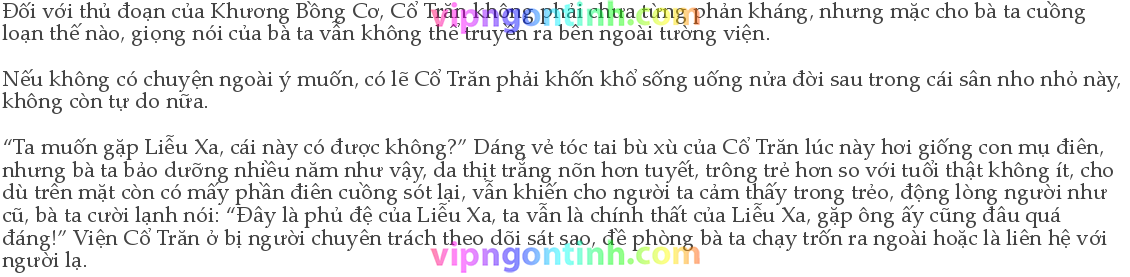 Đối với thủ đoạn của Khương Bồng Cơ, Cổ Trăn không phải chưa từng phản kháng, nhưng mặc cho bà ta cuồng
loạn thế nào, giọng nói của bà ta vẫn không thể truyền ra bên ngoài tường viện.
vipngontinh.com
Nếu không có chuyện ngoài ý muốn, có lẽ Cổ Trăn phải khốn khổ sống uổng nửa đời sau trong cái sân nho nhỏ này,
không còn tự do nữa.
“Ta muốn gặp Liễu Xa, cái này có được không?” Dáng vẻ tóc tai bù xù của Cổ Trăn lúc này hơi giống con mụ điên,
nhưng bà ta bảo dưỡng nhiều năm như vậy, da thịt trắng nõn hơn tuyết, trông trẻ hơn so với tuổi thật không ít, cho
dù trên mặt còn có mấy phần điên cuồng sót lại, vẫn khiến cho người ta cảm thấy trong trẻo, động lòng người như
cũ, bà ta cười lạnh nói: “Đây là phủ đệ của Liễu Xa, ta vẫn là chính thất của Liễu Xa, gặp ông ấy cũng đâu quá
đáng!” Viện Cổ Trăn ở bị người chuyên trách theo dõi sát sao, đề phòng bà ta chạy trốn ra ngoài hoặc là liên hệ với
người lạ.
vipngontinh.com